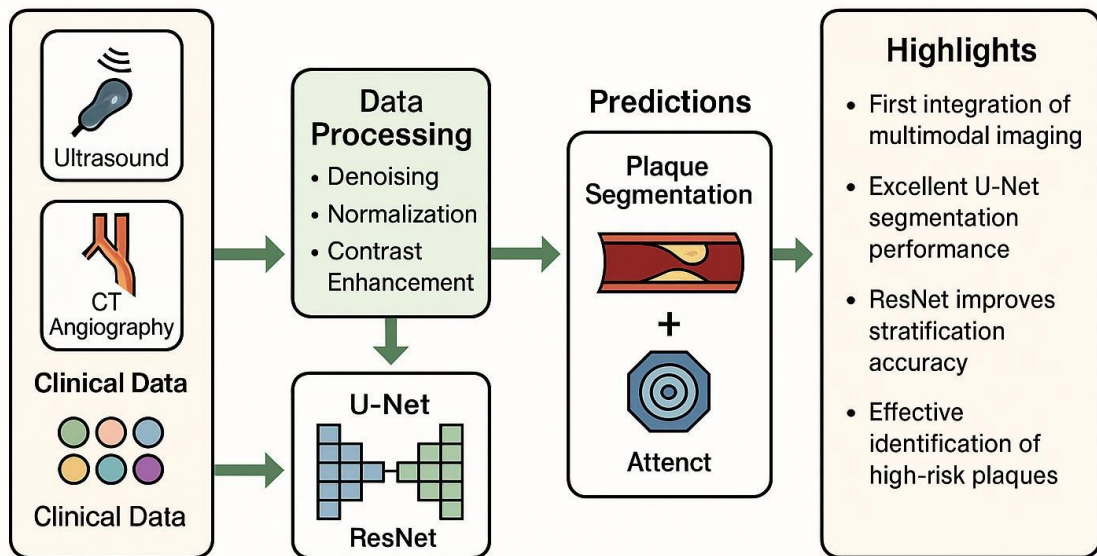 Ultrasound
CT
Angiography
Clinical Data
Clinical Data
Data
Processing
• Denoising
• Normalization
• Contrast
Enhancement
U-Net
ResNet
Predictions
Plaque
Segmentation
+
Attenct
Highlights
• First integration of
multimodal imaging
• Excellent U-Net
segmentation
performance
• ResNet improves
stratification
accuracy
• Effective
identification of
high-risk plaques